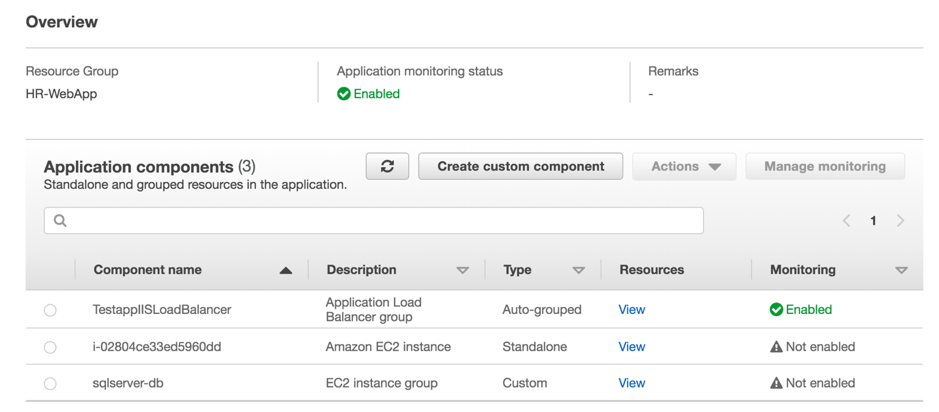 Overview
Resource Group
Application monitoring status
Remarks
HR-WebApp
Enabled
-
Application components (3)
Standalone and grouped resources in the application.
Create custom component
Actions
Manage monitoring
1
Component name
Description
Type
Resources
Monitoring
TestappIISLoadBalancer
Application Load
Balancer group
Auto-grouped
View
Enabled
i-02804ce33ed5960dd
Amazon EC2 instance
Standalone
View
Not enabled
sqlserver-db
EC2 instance group
Custom
View
Not enabled